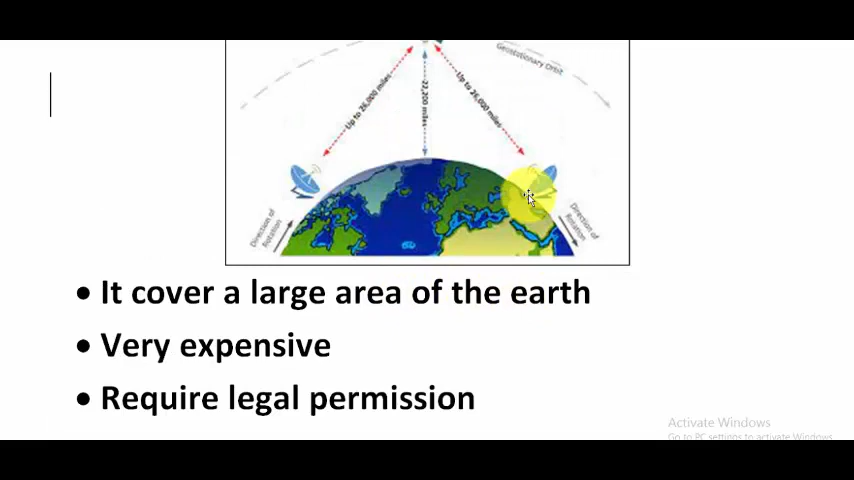 Geostationary Orbit
Up to 26,000 miles
22,200 miles
Up to 26,000 miles
Direction of
Rotation
Direction of
Rotation
• It cover a large area of the earth
• Very expensive
• Require legal permission
Activate Windows
Go to PC settings to activate Windows.